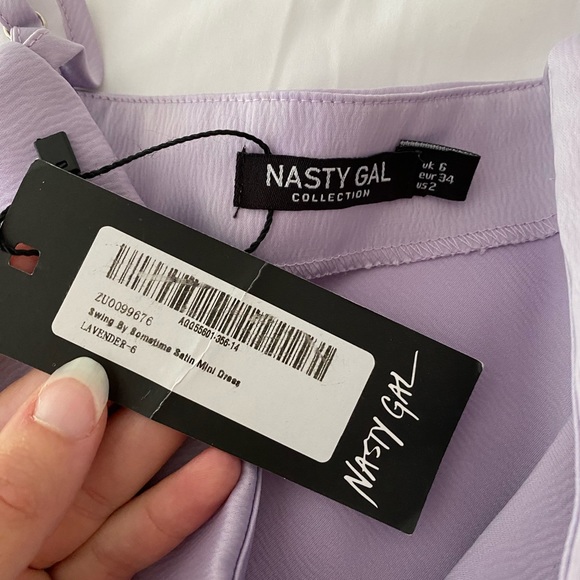 NASTY GAL
COLLECTION
uk 6
eur 34
us 2
ZU0099676
AGG55601-356-14
Swing By Sometime Satin Mini Dress
LAVENDER-6
NASTY GAL